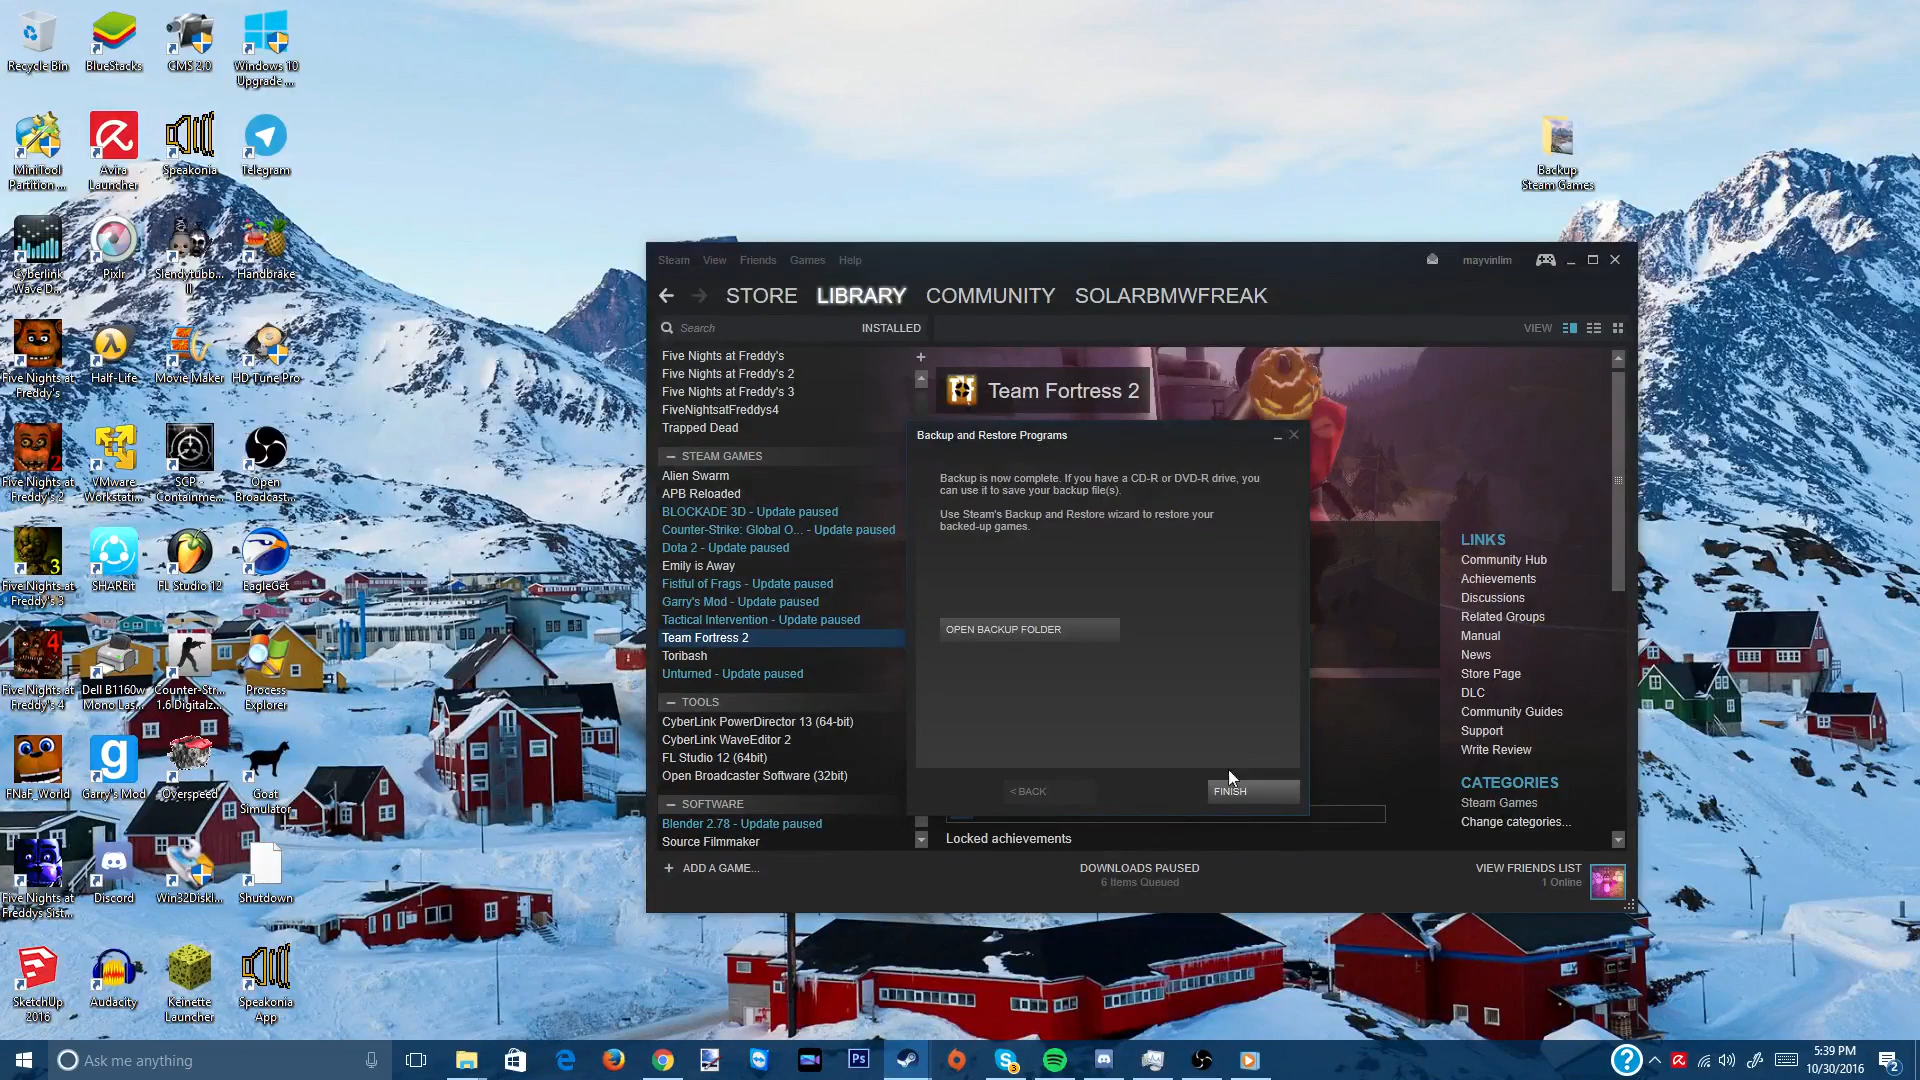 Recycle Bin
BlueStacks
CMS 2.0
Windows 10
Upgrade ...
MiniTool
Partition ...
Avira
Launcher
Speakonia
Telegram
Cyberlink
Wave D...
Pixlr
Slendytubb...
II
Handbrake
Five Nights at
Freddy's
Half-Life
Movie Maker
HD Tune Pro
Five Nights at
Freddy's 2
VMware
Workstati...
SCP -
Containme...
Open
Broadcast...
Five Nights at
Freddy's 3
SHAREit
FL Studio 12
EagleGet
Five Nights at
Freddy's 4
Dell B1160w
Mono Las...
Counter-Str...
1.6 Digitalz...
Process
Explorer
FNaF_World
Garry's Mod
Overspeed
Goat
Simulator
Five Nights at
Freddys Sist...
Discord
Win32DiskI...
Shutdown
SketchUp
2016
Audacity
Keinette
Launcher
Speakonia
App
Backup
Steam Games
Steam View Friends Games Help
mayvinlim
STORE LIBRARY COMMUNITY SOLARBMWFREAK
Search
INSTALLED
VIEW
Five Nights at Freddy's
Five Nights at Freddy's 2
Five Nights at Freddy's 3
FiveNightsatFreddys4
Trapped Dead
STEAM GAMES
Alien Swarm
APB Reloaded
BLOCKADE 3D - Update paused
Counter-Strike: Global O... - Update paused
Dota 2 - Update paused
Emily is Away
Fistful of Frags - Update paused
Garry's Mod - Update paused
Tactical Intervention - Update paused
Team Fortress 2
Toribash
Unturned - Update paused
TOOLS
CyberLink PowerDirector 13 (64-bit)
CyberLink WaveEditor 2
FL Studio 12 (64bit)
Open Broadcaster Software (32bit)
SOFTWARE
Blender 2.78 - Update paused
Source Filmmaker
+ ADD A GAME...
Team Fortress 2
Backup and Restore Programs
Backup is now complete. If you have a CD-R or DVD-R drive, you
can use it to save your backup file(s).
Use Steam's Backup and Restore wizard to restore your
backed-up games.
OPEN BACKUP FOLDER
< BACK
FINISH
Locked achievements
LINKS
Community Hub
Achievements
Discussions
Related Groups
Manual
News
Store Page
DLC
Community Guides
Support
Write Review
CATEGORIES
Steam Games
Change categories...
DOWNLOADS PAUSED
6 Items Queued
VIEW FRIENDS LIST
1 Online
Ask me anything
Ps
3
5:39 PM
10/30/2016
2